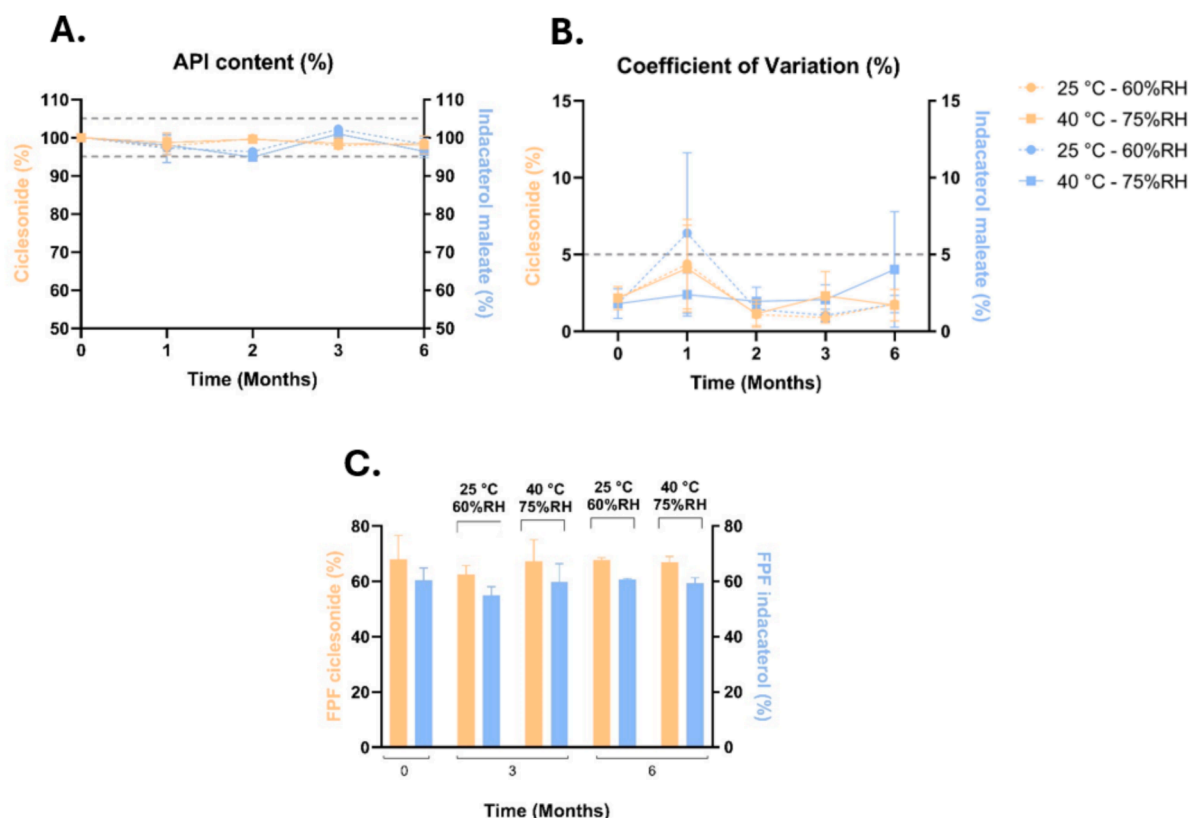 A.
API content (%)
110
100
90
80
70
60
50
Ciclesonide (%)
110
100
90
80
70
60
50
Indacaterol maleate (%)
0 1 2 3 6
Time (Months)
B.
Coefficient of Variation (%)
15
10
5
0
Ciclesonide (%)
15
10
5
0
Indacaterol maleate (%)
0 1 2 3 6
Time (Months)
25 °C - 60%RH
40 °C - 75%RH
25 °C - 60%RH
40 °C - 75%RH
C.
25 °C
60%RH
40 °C
75%RH
25 °C
60%RH
40 °C
75%RH
80
60
40
20
0
FPF ciclesonide (%)
80
60
40
20
0
FPF indacaterol (%)
0 3 6
Time (Months)